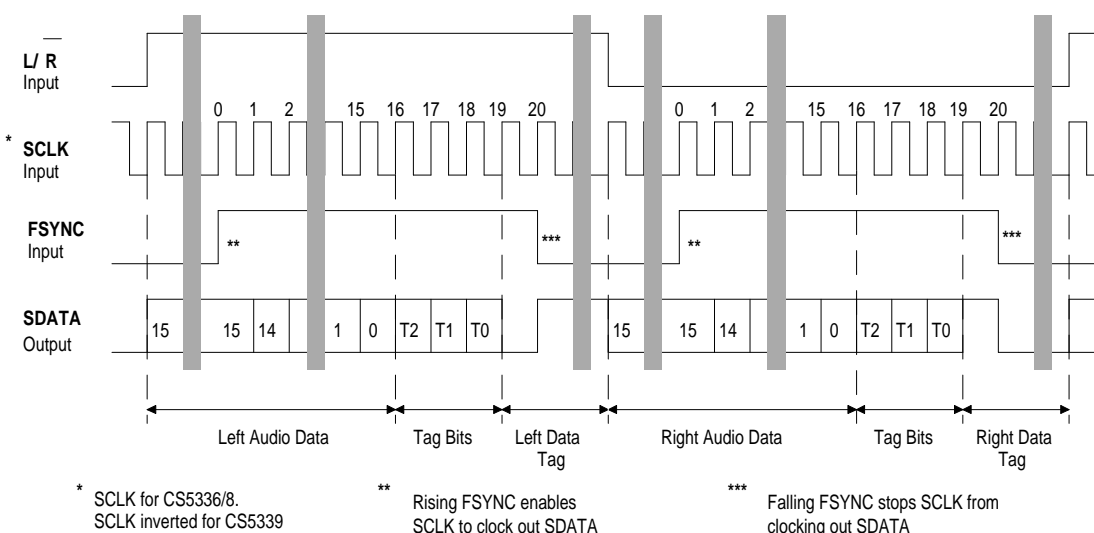 L/ R
Input
0 1 2 15 16 17 18 19 20 0 1 2 15 16 17 18 19 20
* SCLK
Input
FSYNC
Input
** *** ** ***
SDATA
Output
15 15 14 1 0 T2 T1 T0 15 15 14 1 0 T2 T1 T0
Left Audio Data Tag Bits Left Data Right Audio Data Tag Bits Right Data
Tag Tag
* SCLK for CS5336/8. ** Rising FSYNC enables *** Falling FSYNC stops SCLK from
SCLK inverted for CS5339 SCLK to clock out SDATA clocking out SDATA